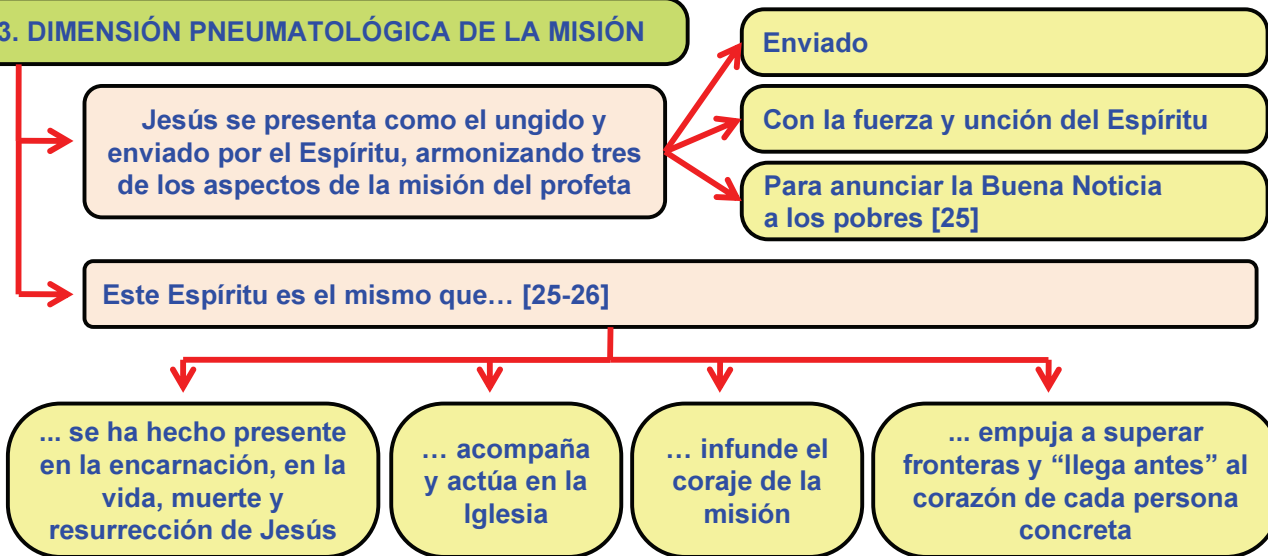 3. DIMENSIÓN PNEUMATOLÓGICA DE LA MISIÓN
Jesús se presenta como el ungido y
enviado por el Espíritu, armonizando tres
de los aspectos de la misión del profeta
Enviado
Con la fuerza y unción del Espíritu
Para anunciar la Buena Noticia
a los pobres [25]
Este Espíritu es el mismo que… [25-26]
... se ha hecho presente
en la encarnación, en la
vida, muerte y
resurrección de Jesús
… acompaña
y actúa en la
Iglesia
… infunde el
coraje de la
misión
... empuja a superar
fronteras y “llega antes” al
corazón de cada persona
concreta